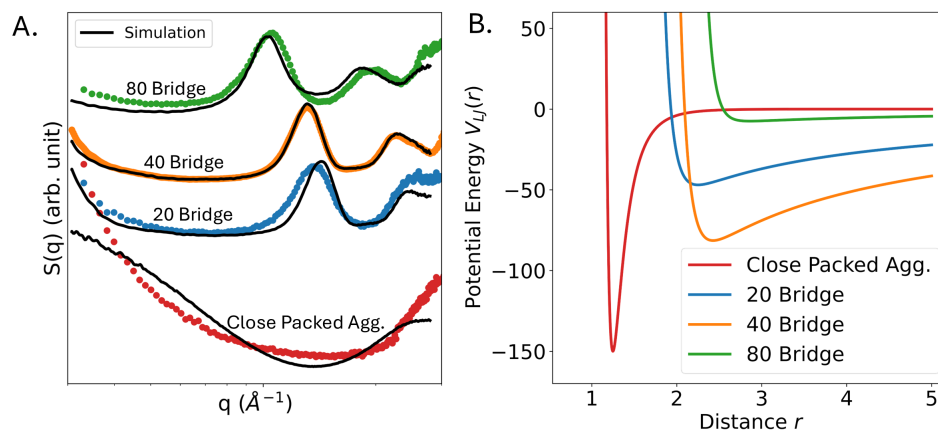 A.
Simulation
80 Bridge
40 Bridge
20 Bridge
Close Packed Agg.
S(q) (arb. unit)
q (Å⁻¹)
B.
50
0
−50
−100
−150
Potential Energy V_LJ(r)
Close Packed Agg.
20 Bridge
40 Bridge
80 Bridge
1 2 3 4 5
Distance r